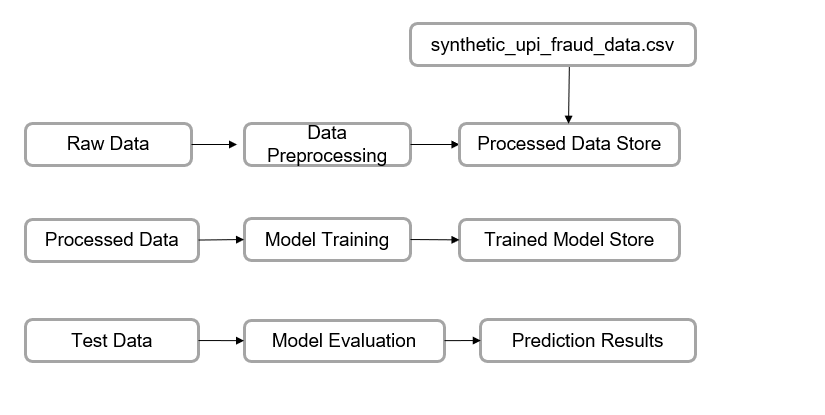 synthetic_upi_fraud_data.csv
Raw Data
Data
Preprocessing
Processed Data Store
Processed Data
Model Training
Trained Model Store
Test Data
Model Evaluation
Prediction Results